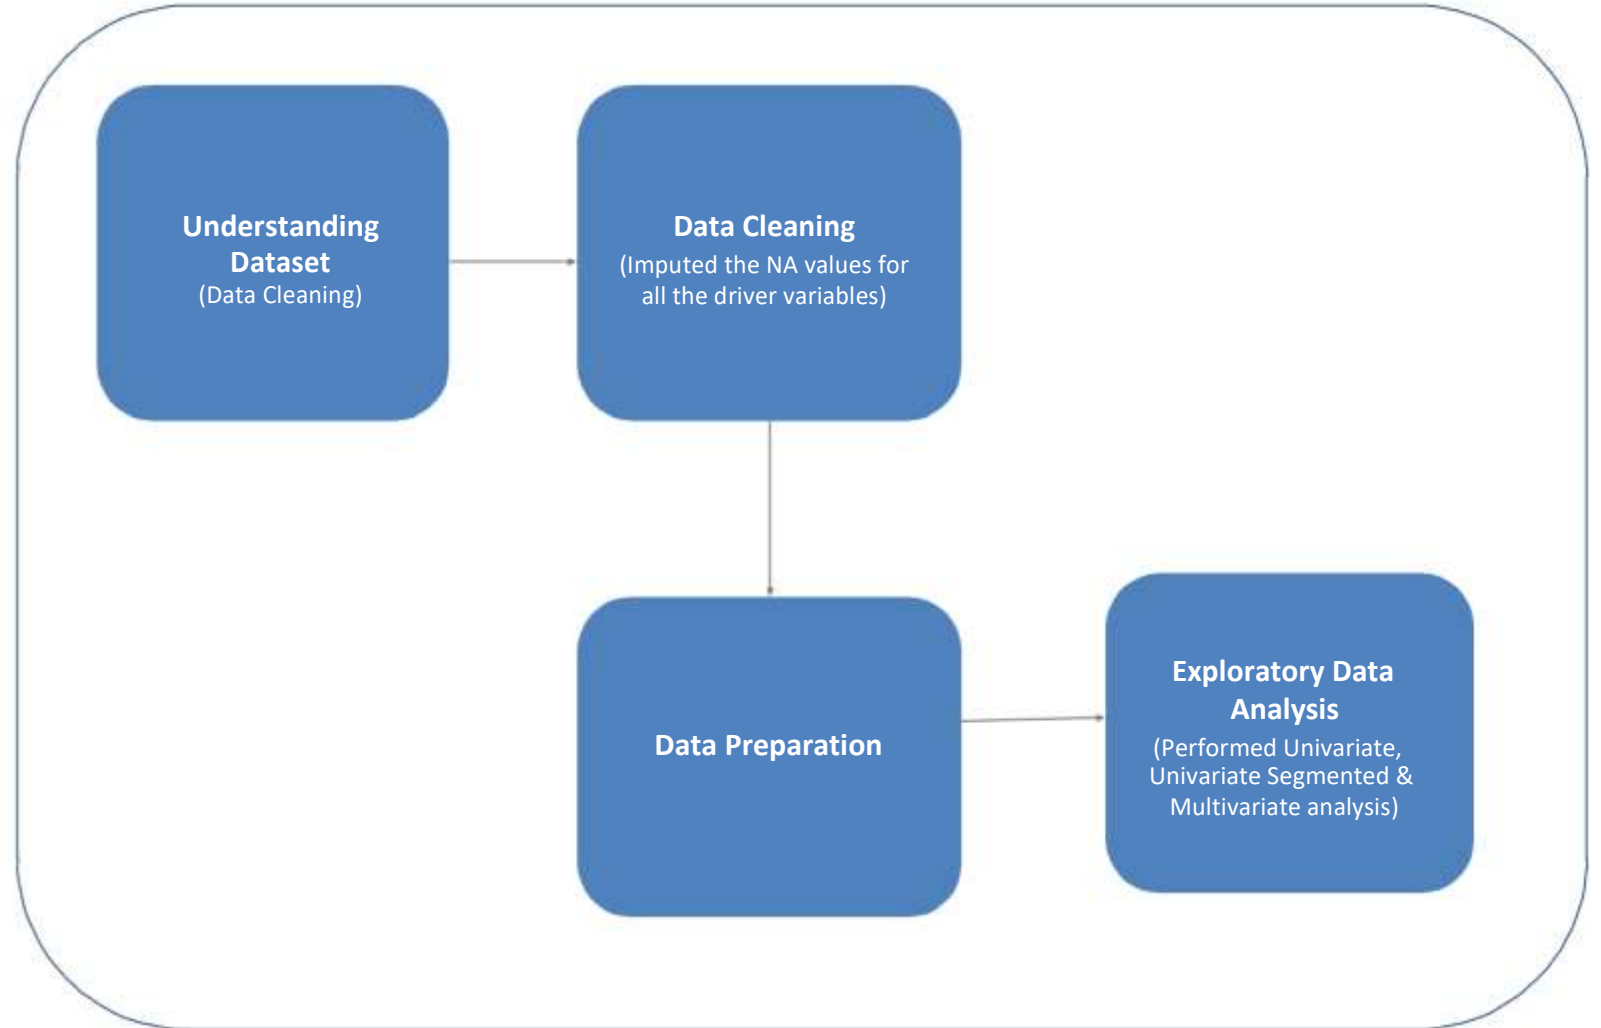 Understanding
Dataset
(Data Cleaning)
Data Cleaning
(Imputed the NA values for
all the driver variables)
Data Preparation
Exploratory Data
Analysis
(Performed Univariate,
Univariate Segmented &
Multivariate analysis)